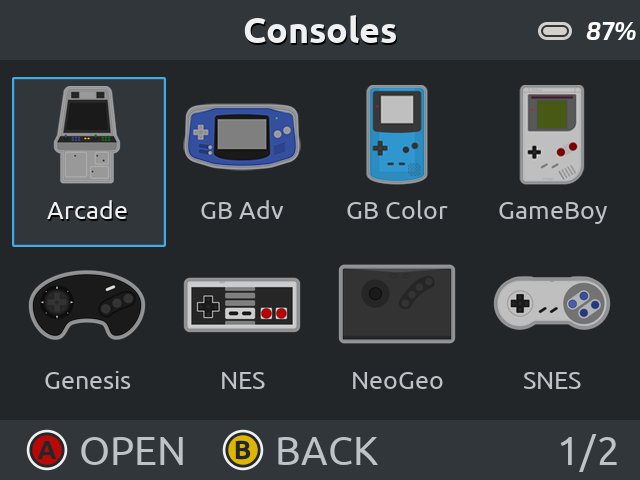 Consoles 87%
Arcade GB Adv GB Color GameBoy
Genesis NES NeoGeo SNES
A OPEN B BACK 1/2